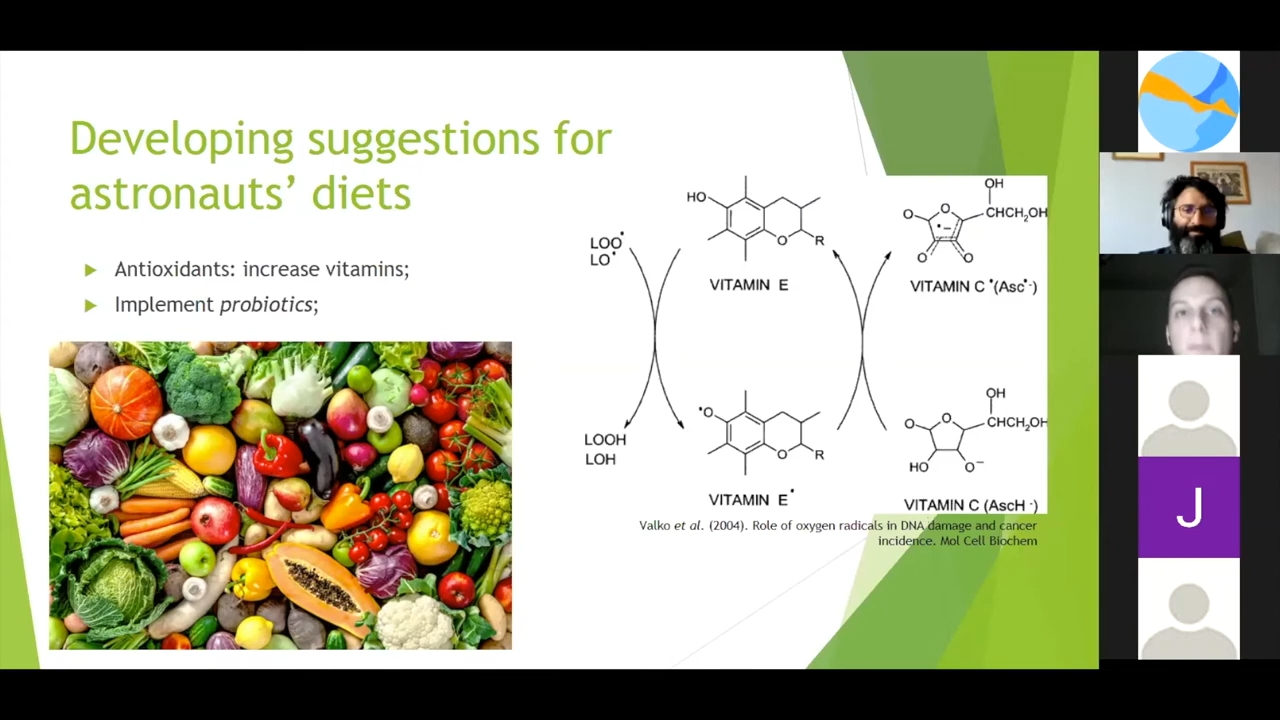 Developing suggestions for
astronauts’ diets
Antioxidants: increase vitamins;
Implement probiotics;
LOO•
LO•
HO
O
R
VITAMIN E
OH
O
O
CHCH2OH
•−
O
O
VITAMIN C •(Asc•-)
LOOH
LOH
•O
O
R
VITAMIN E•
OH
O
O
CHCH2OH
HO
O−
VITAMIN C (AscH -)
Valko et al. (2004). Role of oxygen radicals in DNA damage and cancer
incidence. Mol Cell Biochem
J